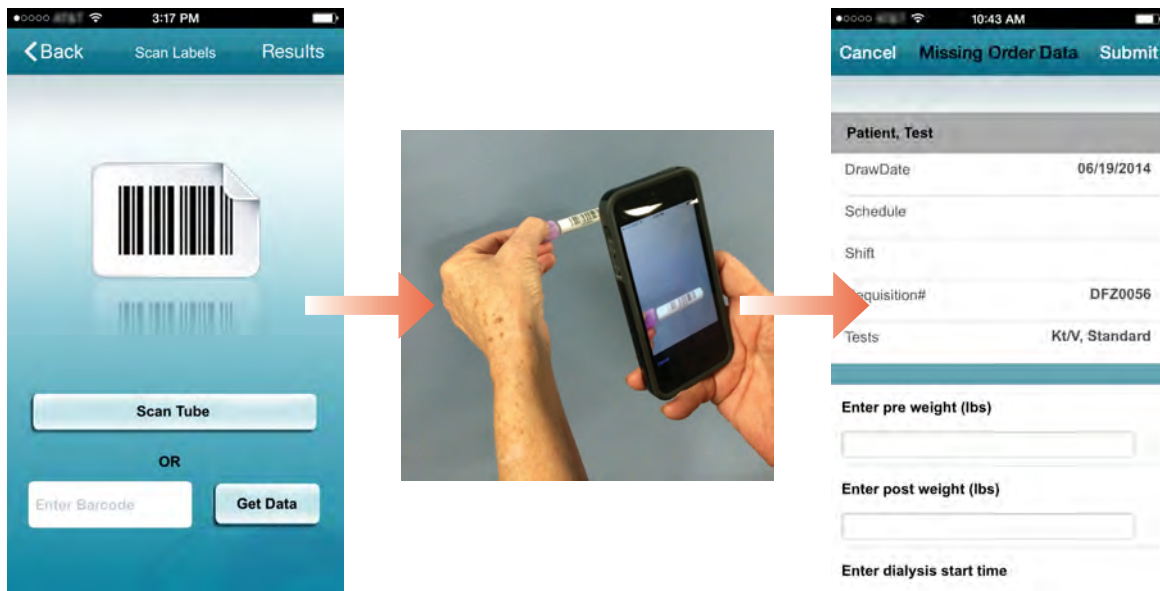 3:17 PM
Back Scan Labels Results
Scan Tube
OR
Enter Barcode Get Data
10:43 AM
Cancel Missing Order Data Submit
Patient, Test
DrawDate 06/19/2014
Schedule
Shift
equisition# DFZ0056
Tests Kt/V, Standard
Enter pre weight (lbs)
Enter post weight (lbs)
Enter dialysis start time